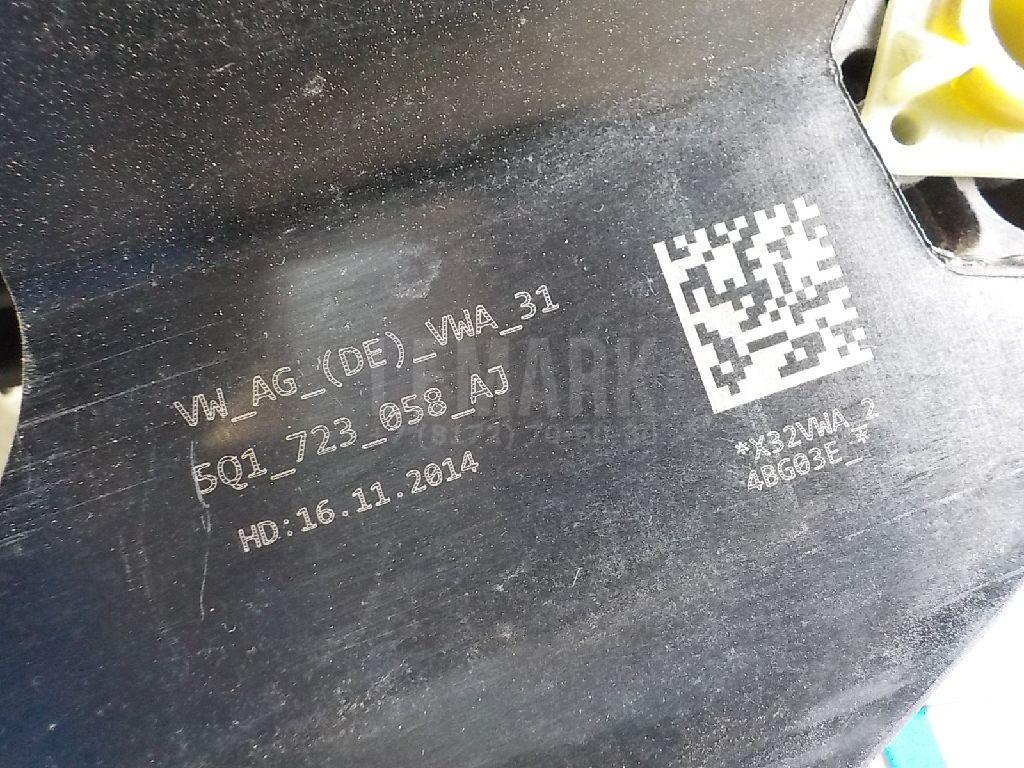 VW_AG_(DE)_VWA_31
5Q1_723_058_AJ
HD:16.11.2014
*X32VWA_2
4BG03E_*